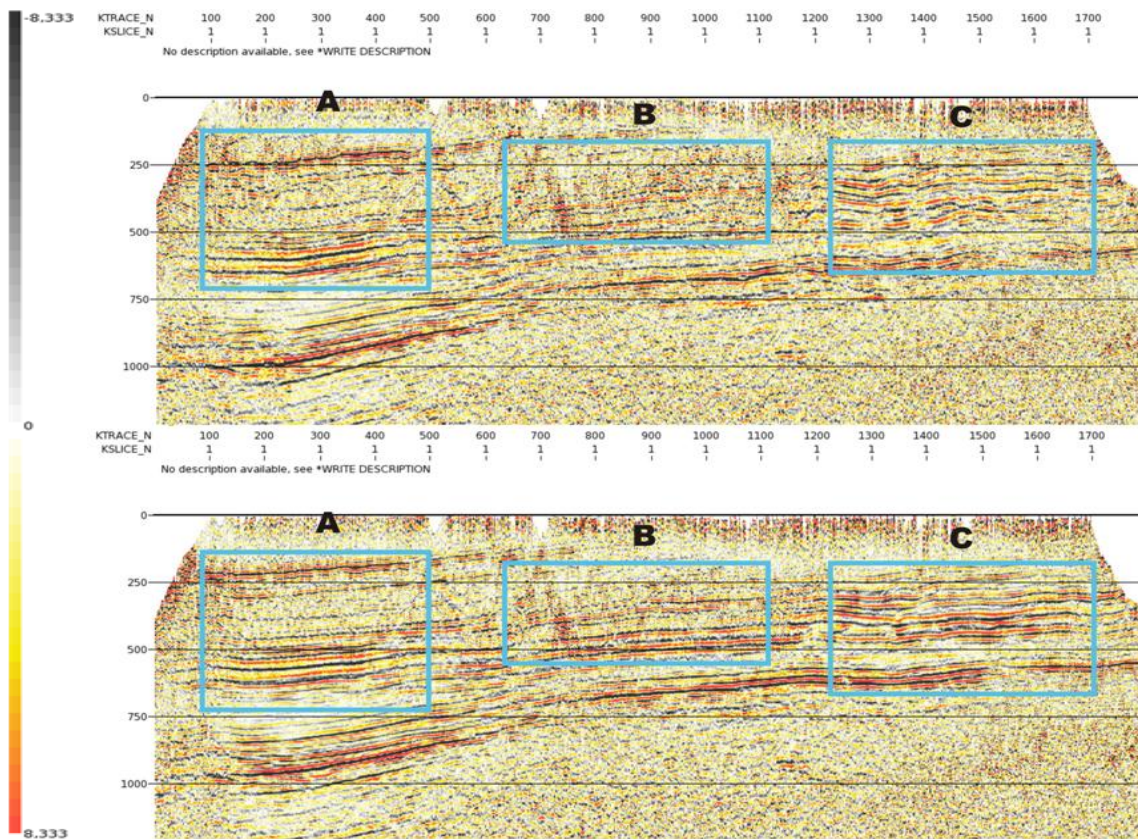 -8.333
0
8.333
KTRACE_N 100 200 300 400 500 600 700 800 900 1000 1100 1200 1300 1400 1500 1600 1700
KSLICE_N 1 1 1 1 1 1 1 1 1 1 1 1 1 1 1 1 1
No description available, see *WRITE DESCRIPTION
A B C
0
250
500
750
1000
KTRACE_N 100 200 300 400 500 600 700 800 900 1000 1100 1200 1300 1400 1500 1600 1700
KSLICE_N 1 1 1 1 1 1 1 1 1 1 1 1 1 1 1 1 1
No description available, see *WRITE DESCRIPTION
A B C
0
250
500
750
1000